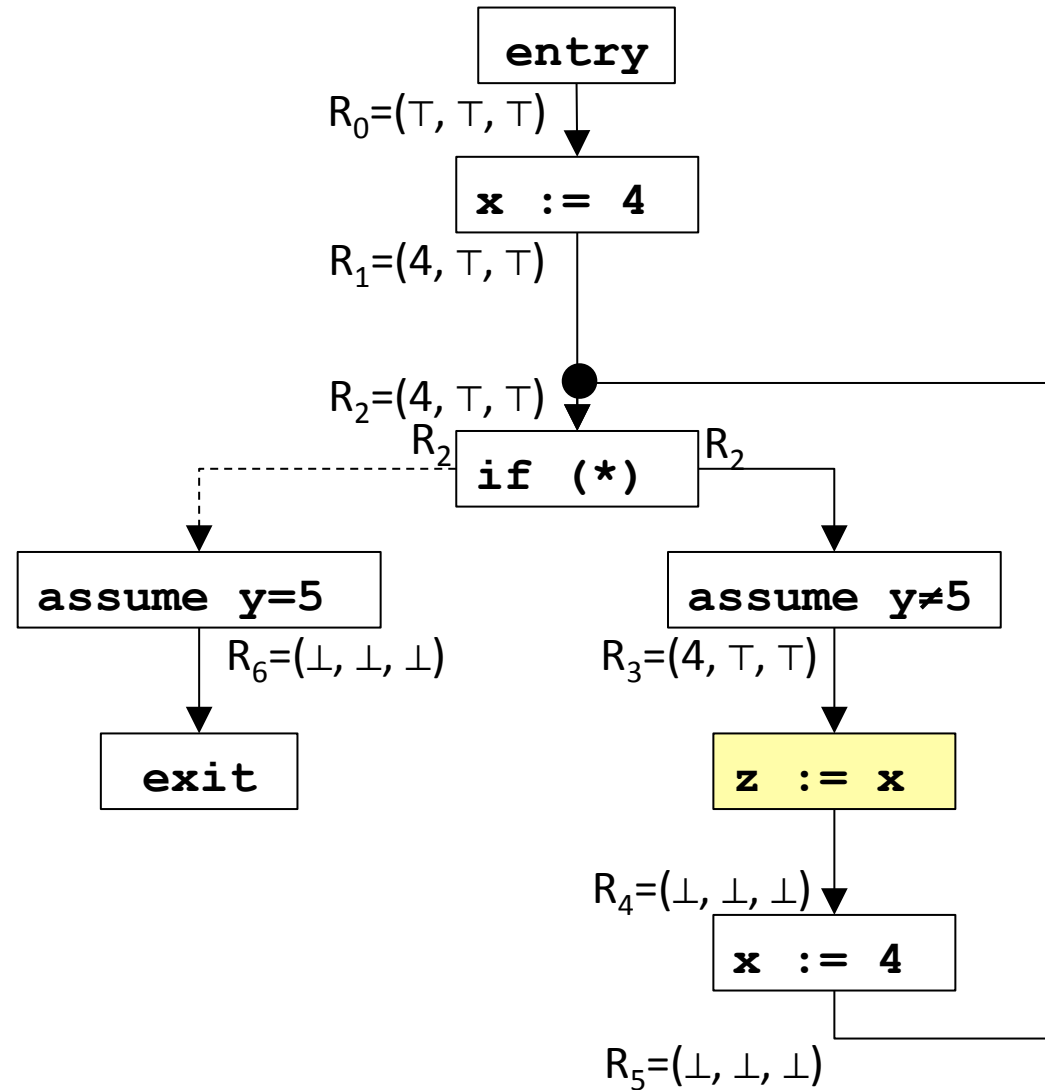 entry
R₀=(⊤, ⊤, ⊤)
x := 4
R₁=(4, ⊤, ⊤)
R₂=(4, ⊤, ⊤)
R₂
if (*)
R₂
assume y=5
assume y≠5
R₆=(⊥, ⊥, ⊥)
R₃=(4, ⊤, ⊤)
exit
z := x
R₄=(⊥, ⊥, ⊥)
x := 4
R₅=(⊥, ⊥, ⊥)